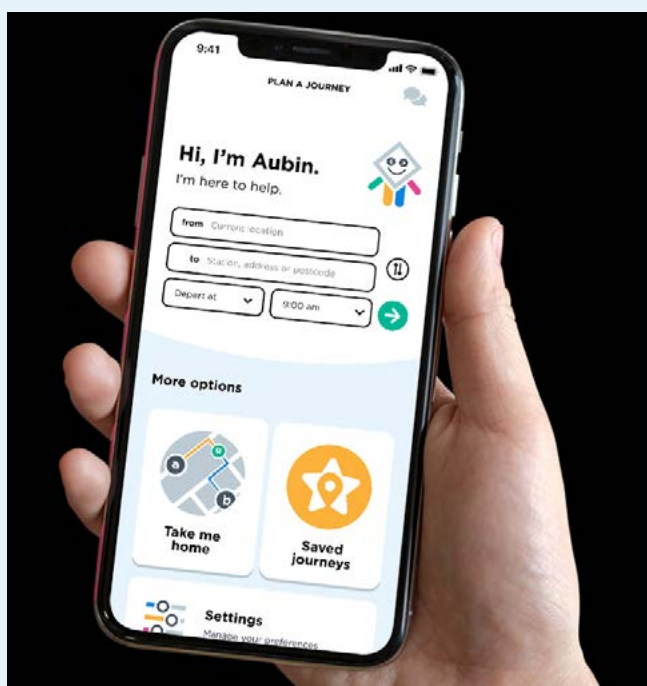 9:41
PLAN A JOURNEY
Hi, I'm Aubin.
I'm here to help.
from Current location
to Station, address or postcode
Depart at 9:00 am
More options
a u b
Take me
home
Saved
journeys
Settings
Manage your preferences